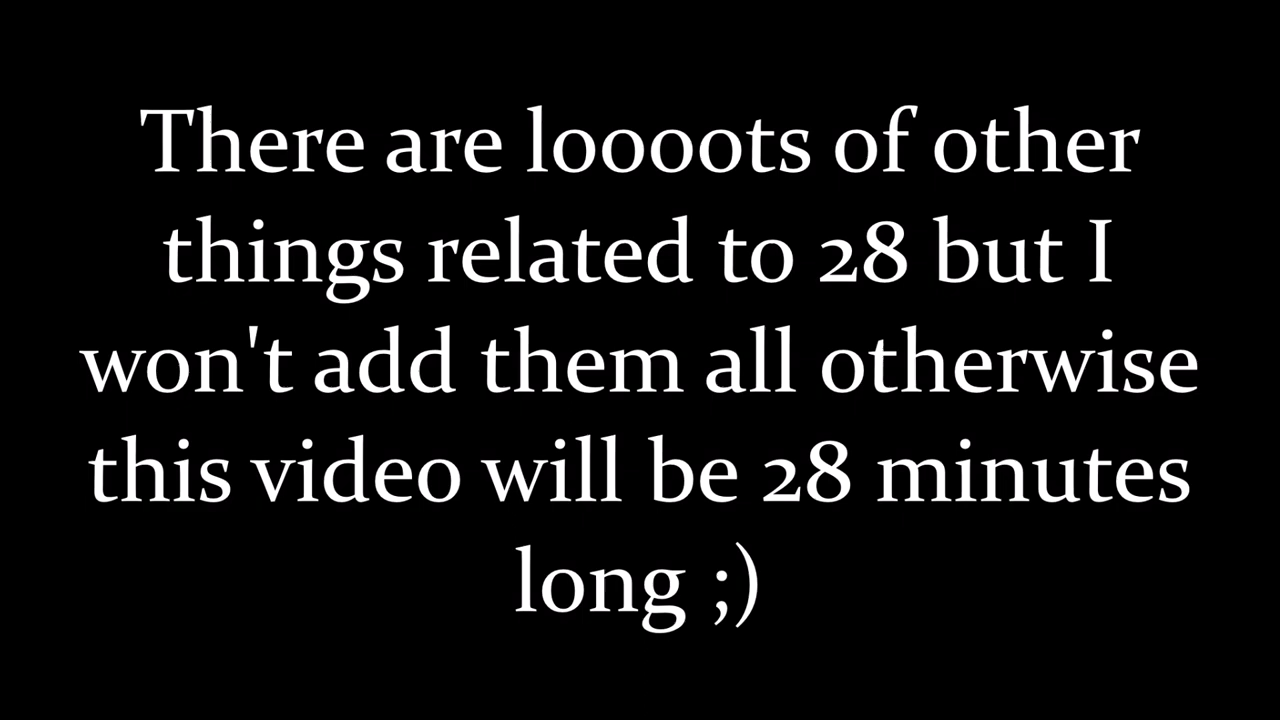 There are loooots of other
things related to 28 but I
won't add them all otherwise
this video will be 28 minutes
long ;)